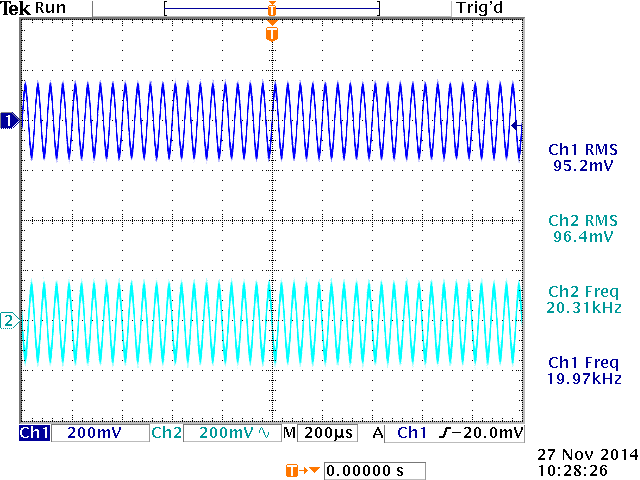 Tek Run Trig'd
T
T
1
Ch1 RMS
95.2mV
Ch2 RMS
96.4mV
Ch2 Freq
20.31kHz
2
Ch1 Freq
19.97kHz
Ch1 200mV Ch2 200mV M 200µs A Ch1 -20.0mV
27 Nov 2014
T 0.00000 s
10:28:26